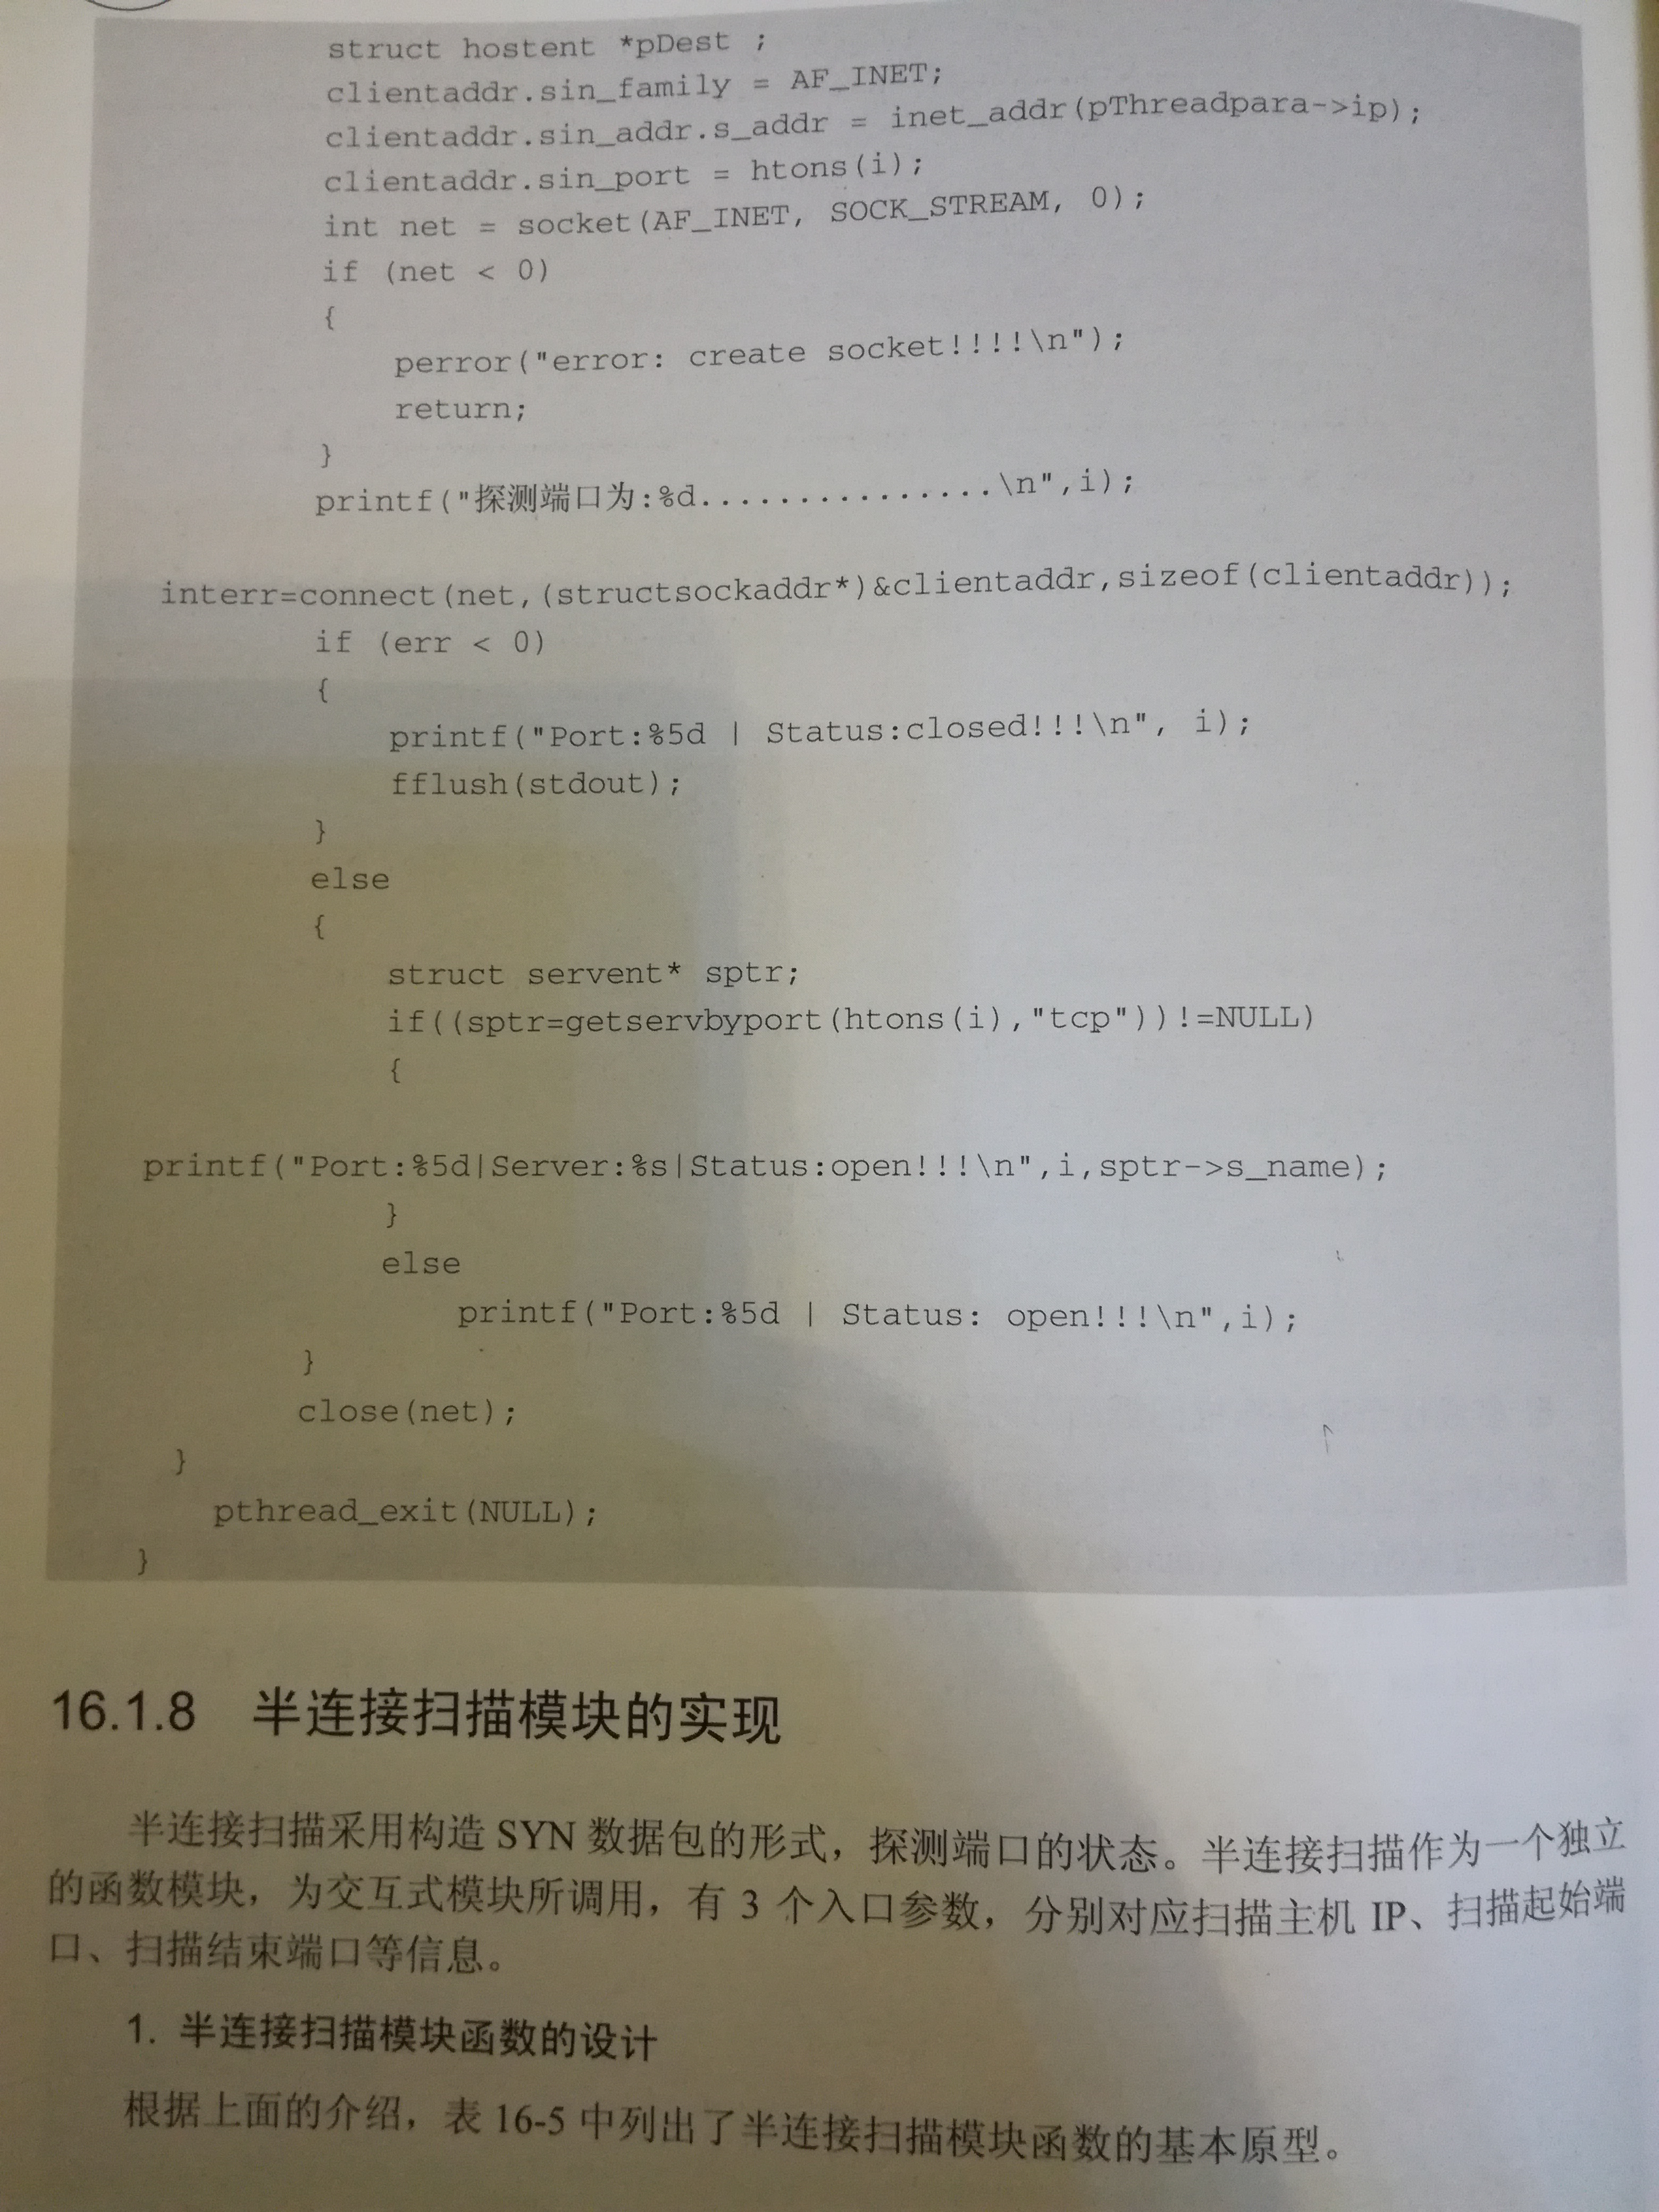 struct hostent *pDest ;
clientaddr.sin_family = AF_INET;
clientaddr.sin_addr.s_addr = inet_addr(pThreadpara->ip);
clientaddr.sin_port = htons(i);
int net = socket(AF_INET, SOCK_STREAM, 0);
if (net < 0)
{
perror("error: create socket!!!!\n");
return;
}
printf("探测端口为:%d...............\n",i);
interr=connect(net,(structsockaddr*)&clientaddr,sizeof(clientaddr));
if (err < 0)
{
printf("Port:%5d | Status:closed!!!\n", i);
fflush(stdout);
}
else
{
struct servent* sptr;
if((sptr=getservbyport(htons(i),"tcp"))!=NULL)
{
printf("Port:%5d|Server:%s|Status:open!!!\n",i,sptr->s_name);
}
else
printf("Port:%5d | Status: open!!!\n",i);
}
close(net);
}
pthread_exit(NULL);
}
16.1.8 半连接扫描模块的实现
半连接扫描采用构造 SYN 数据包的形式，探测端口的状态。半连接扫描作为一个独立
的函数模块，为交互式模块所调用，有 3 个入口参数，分别对应扫描主机 IP、扫描起始端
口、扫描结束端口等信息。
1. 半连接扫描模块函数的设计
根据上面的介绍，表 16-5 中列出了半连接扫描模块函数的基本原型。